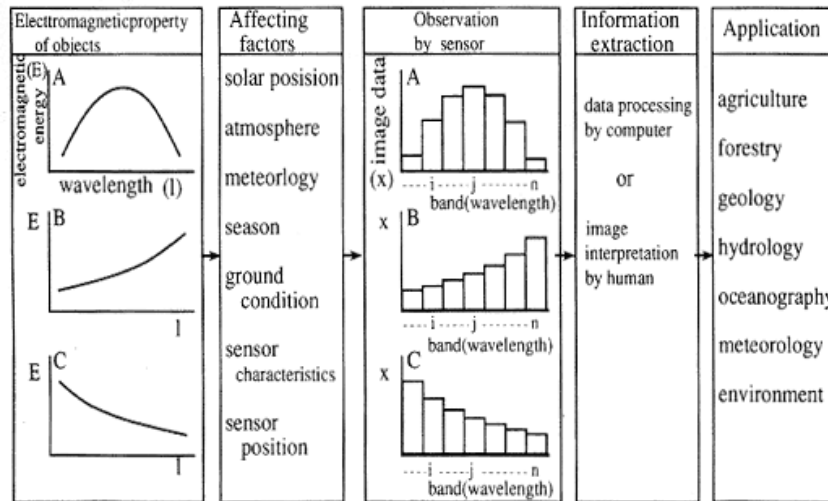 Electtromagneticproperty
of objects
(E)
A
electromagnetic
energy
wavelength (l)
E
B
l
E
C
l
Affecting
factors
solar posision
atmosphere
meteorlogy
season
ground
condition
sensor
characteristics
sensor
position
Observation
by sensor
A
image data
(x)
.....i.......j.........n
band(wavelength)
x
B
.....i.......j.........n
band(wavelength)
x
C
.....i.......j.........n
band(wavelength)
Information
extraction
data processing
by computer
or
image
interpretation
by human
Application
agriculture
forestry
geology
hydrology
oceanography
meteorology
environment